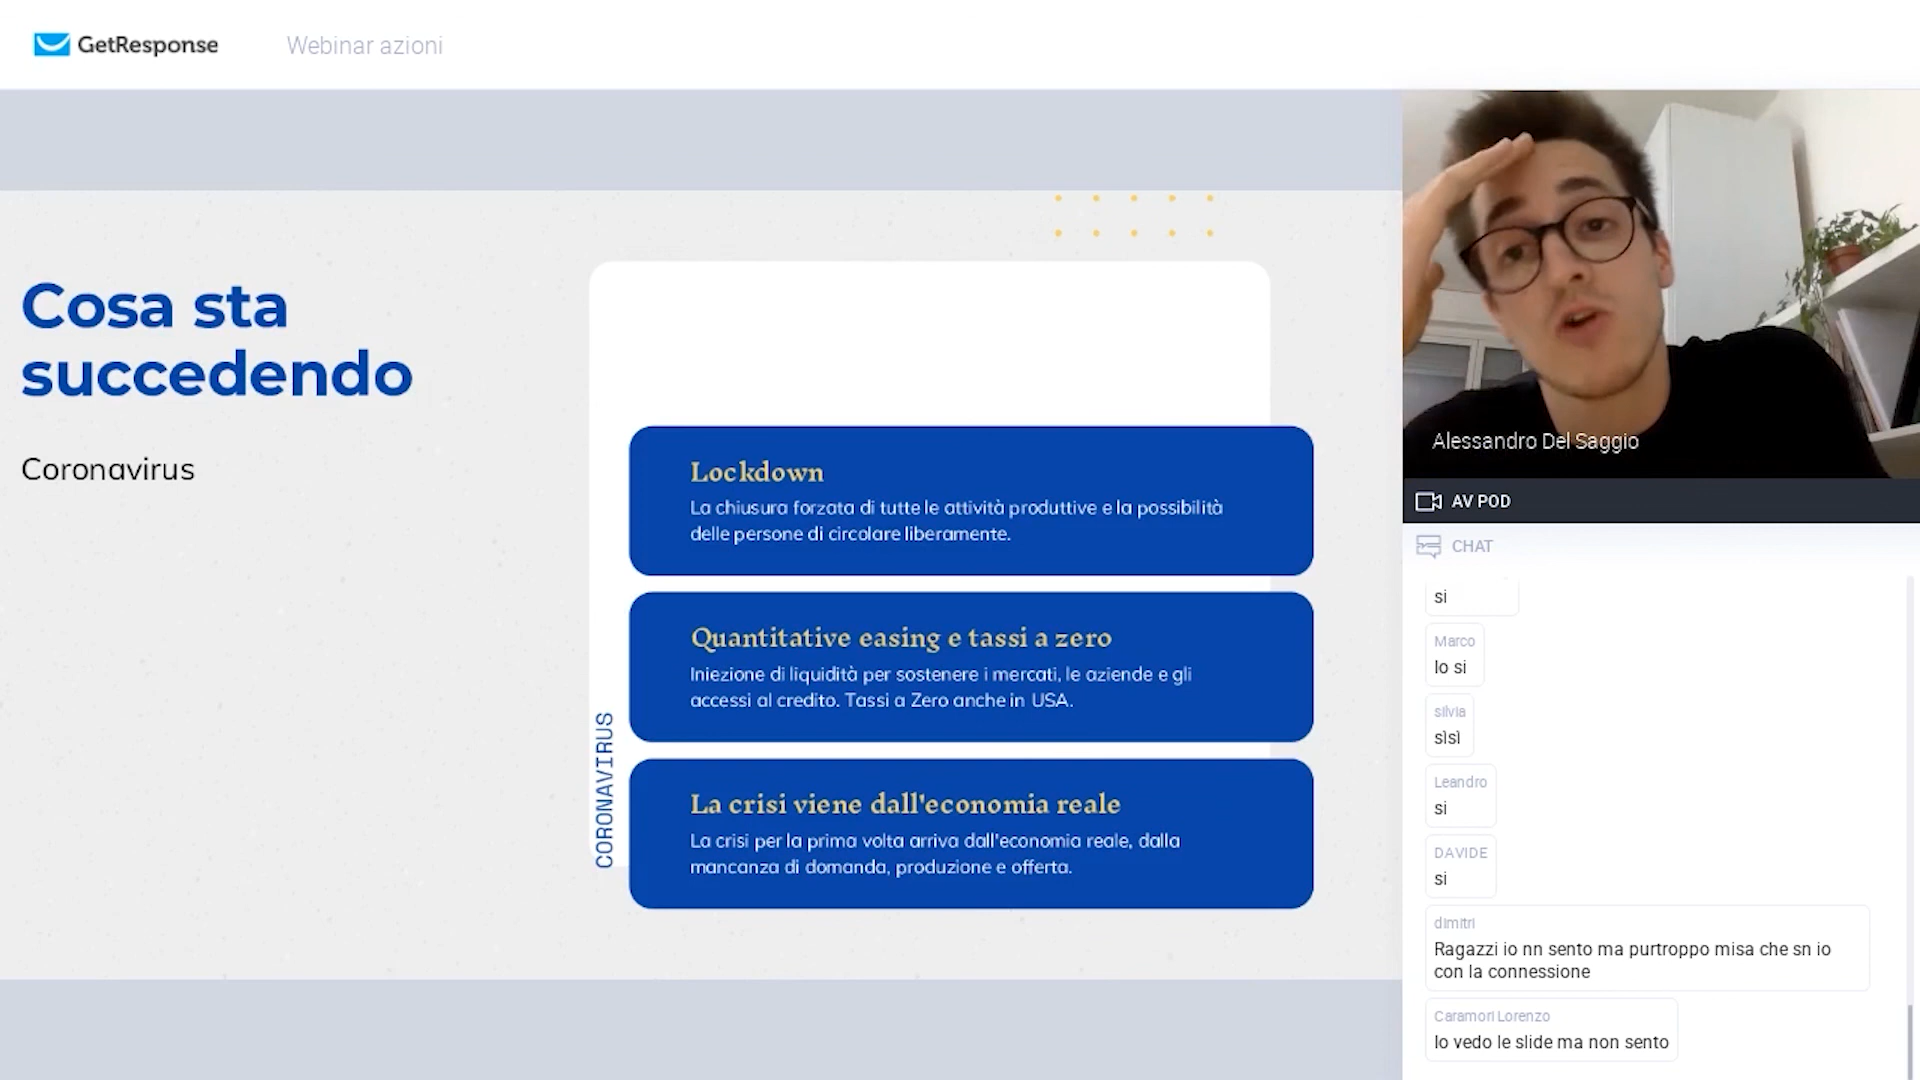 GetResponse
Webinar azioni
Cosa sta
succedendo
Coronavirus
CORONAVIRUS
Lockdown
La chiusura forzata di tutte le attività produttive e la possibilità
delle persone di circolare liberamente.
Quantitative easing e tassi a zero
Iniezione di liquidità per sostenere i mercati, le aziende e gli
accessi al credito. Tassi a Zero anche in USA.
La crisi viene dall'economia reale
La crisi per la prima volta arriva dall'economia reale, dalla
mancanza di domanda, produzione e offerta.
Alessandro Del Saggio
AV POD
CHAT
si
Marco
Io si
silvia
sìsì
Leandro
si
DAVIDE
si
dimitri
Ragazzi io nn sento ma purtroppo misa che sn io
con la connessione
Caramori Lorenzo
Io vedo le slide ma non sento